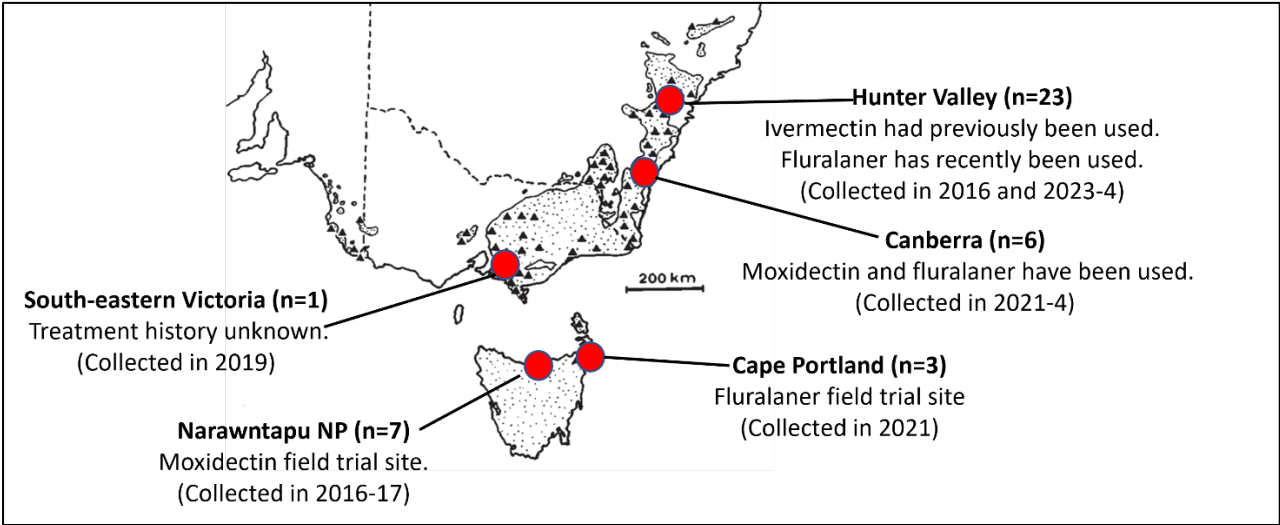 Hunter Valley (n=23)
Ivermectin had previously been used.
Fluralaner has recently been used.
(Collected in 2016 and 2023-4)
Canberra (n=6)
Moxidectin and fluralaner have been used.
(Collected in 2021-4)
200 km
South-eastern Victoria (n=1)
Treatment history unknown.
(Collected in 2019)
Cape Portland (n=3)
Fluralaner field trial site
(Collected in 2021)
Narawntapu NP (n=7)
Moxidectin field trial site.
(Collected in 2016-17)